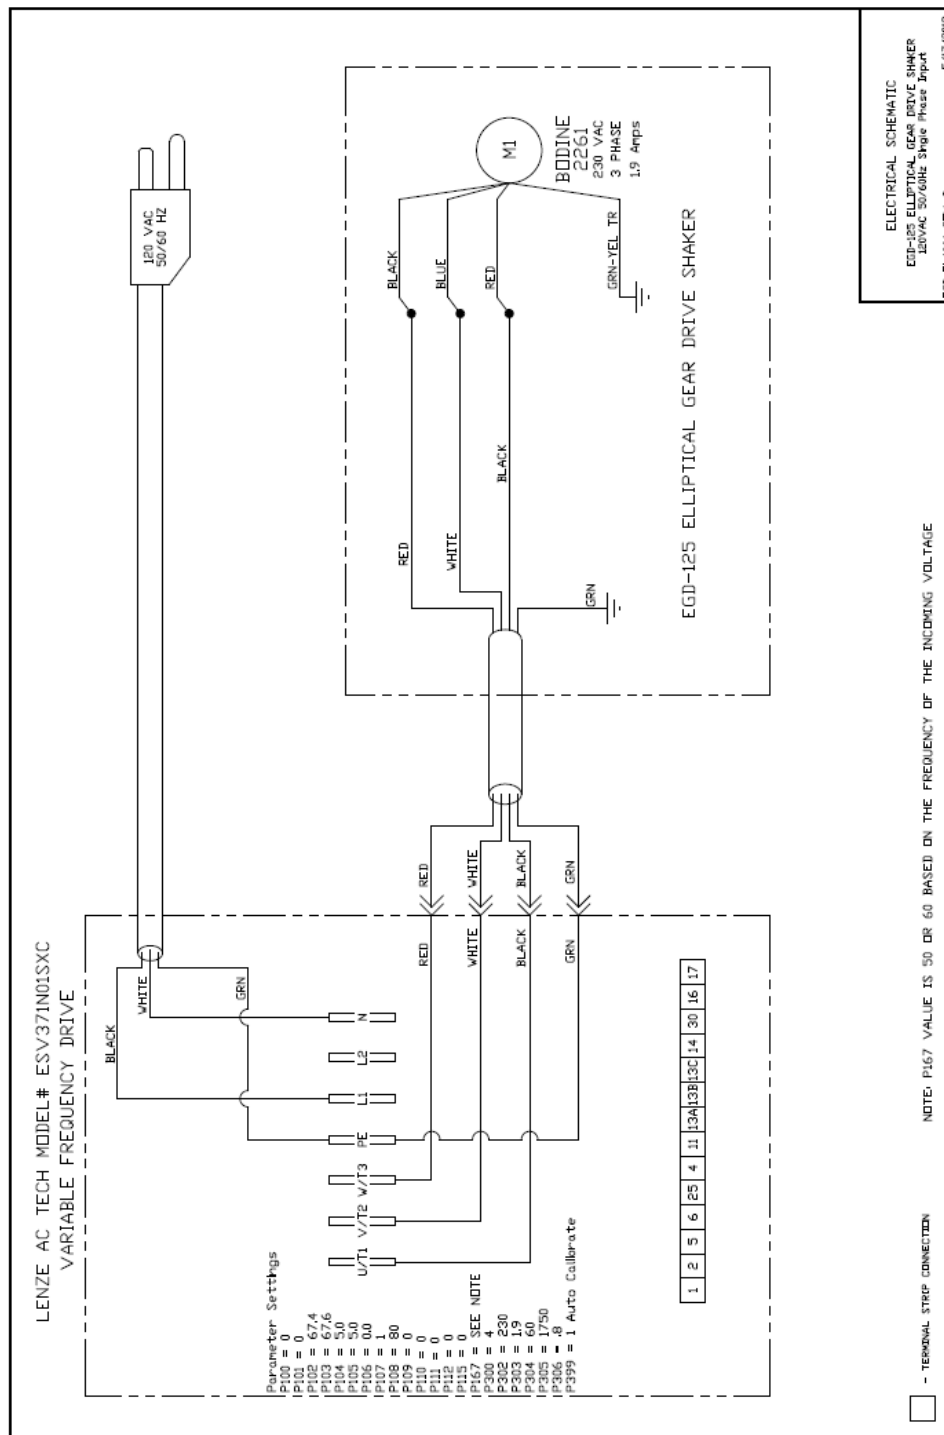 LENZE AC TECH MODEL# ESV371N01SXC
VARIABLE FREQUENCY DRIVE
BLACK
WHITE
GRN
120 VAC
50/60 HZ
Parameter Settings
P100 = 0
P101 = 0
P102 = 67.4
P103 = 67.6
P104 = 5.0
P105 = 5.0
P106 = 0.0
P107 = 1
P108 = 80
P109 = 0
P110 = 0
P111 = 0
P112 = 0
P115 = 0
P167 = SEE NOTE
P300 = 4
P302 = 230
P303 = 1.9
P304 = 60
P305 = 1750
P306 = .8
P399 = 1 Auto Calibrate
U/T1 V/T2 W/T3 PE L1 L2 N
RED RED
WHITE WHITE
BLACK BLACK
GRN GRN
RED
WHITE
BLACK
GRN
BLACK
BLUE
RED
GRN-YEL TR
M1
BODINE
2261
230 VAC
3 PHASE
1.9 Amps
EGD-125 ELLIPTICAL GEAR DRIVE SHAKER
1 2 5 6 25 4 11 13A 13B 13C 14 30 16 17
- TERMINAL STRIP CONNECTION
NOTE: P167 VALUE IS 50 OR 60 BASED ON THE FREQUENCY OF THE INCOMING VOLTAGE
ELECTRICAL SCHEMATIC
EGD-125 ELLIPTICAL GEAR DRIVE SHAKER
120VAC 50/60Hz Single Phase Input